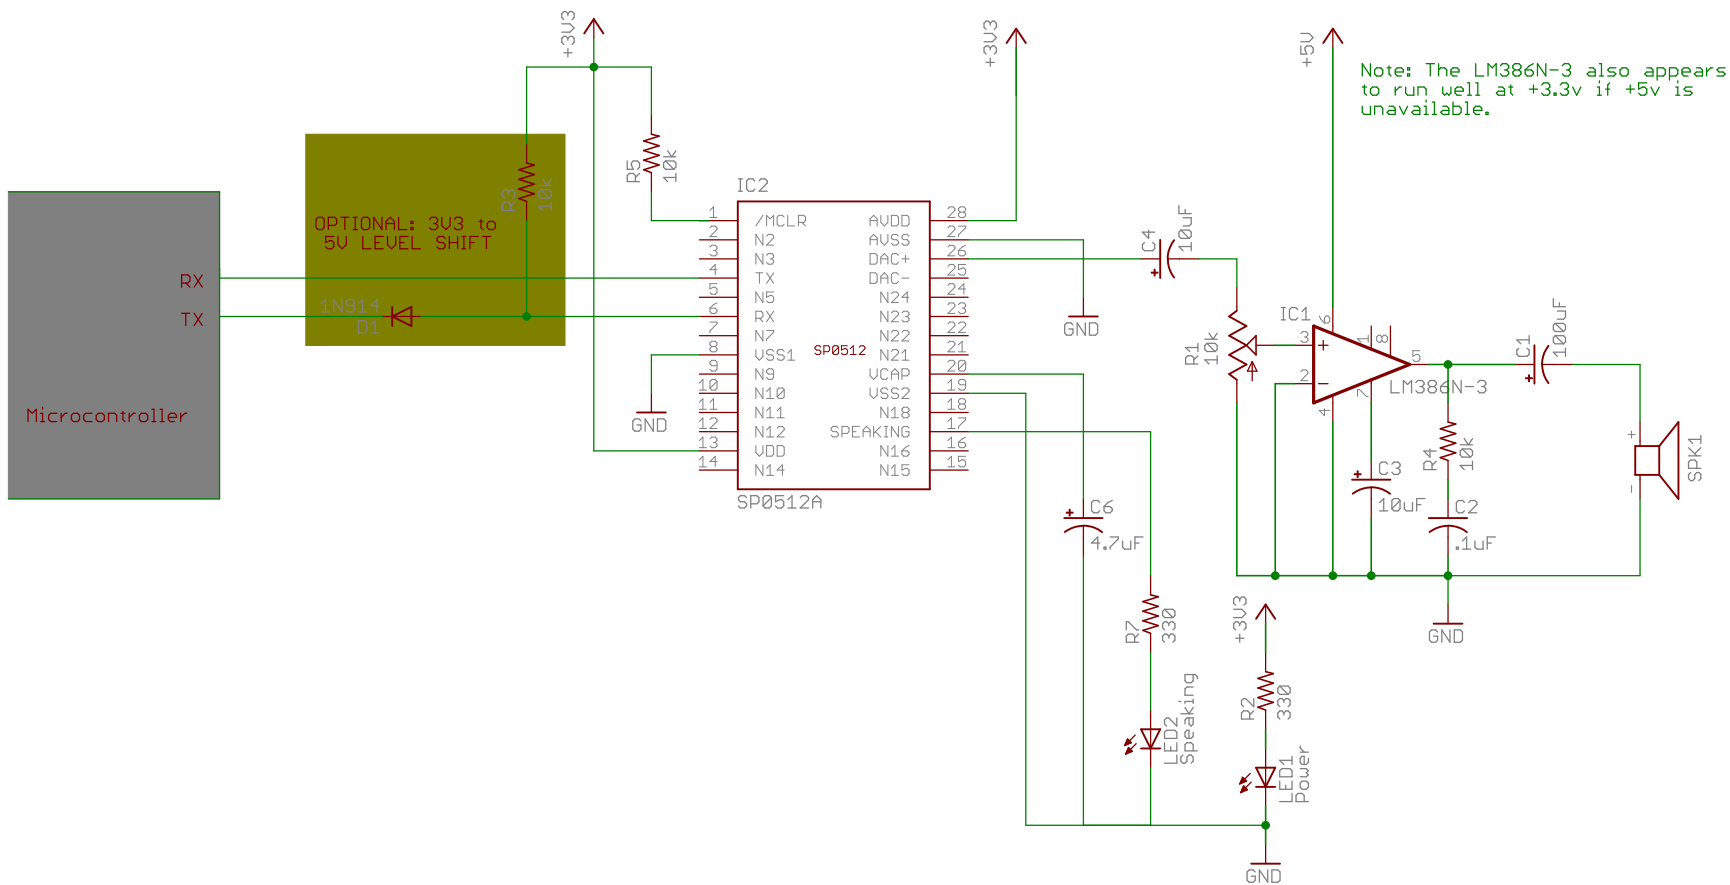 +3V3
+3V3
+5V
Note: The LM386N-3 also appears
to run well at +3.3v if +5v is
unavailable.
R5
10k
R3
10k
OPTIONAL: 3V3 to
5V LEVEL SHIFT
RX
TX
1N914
D1
Microcontroller
GND
IC2
1 /MCLR AVDD 28
2 N2 AVSS 27
3 N3 DAC+ 26
4 TX DAC- 25
5 N5 N24 24
6 RX N23 23
7 N7 N22 22
8 VSS1 SP0512 N21 21
9 N9 VCAP 20
10 N10 VSS2 19
11 N11 N18 18
12 N12 SPEAKING 17
13 VDD N16 16
14 N14 N15 15
SP0512A
GND
C4
10uF
+
R1
10k
IC1
6
3 +
1
8
5
2 -
4
7
LM386N-3
C1
100uF
+
R4
10k
+
C3
10uF
C2
.1uF
+
-
SPK1
GND
+
C6
4.7uF
R7
330
LED2
Speaking
+3V3
R2
330
LED1
Power
GND